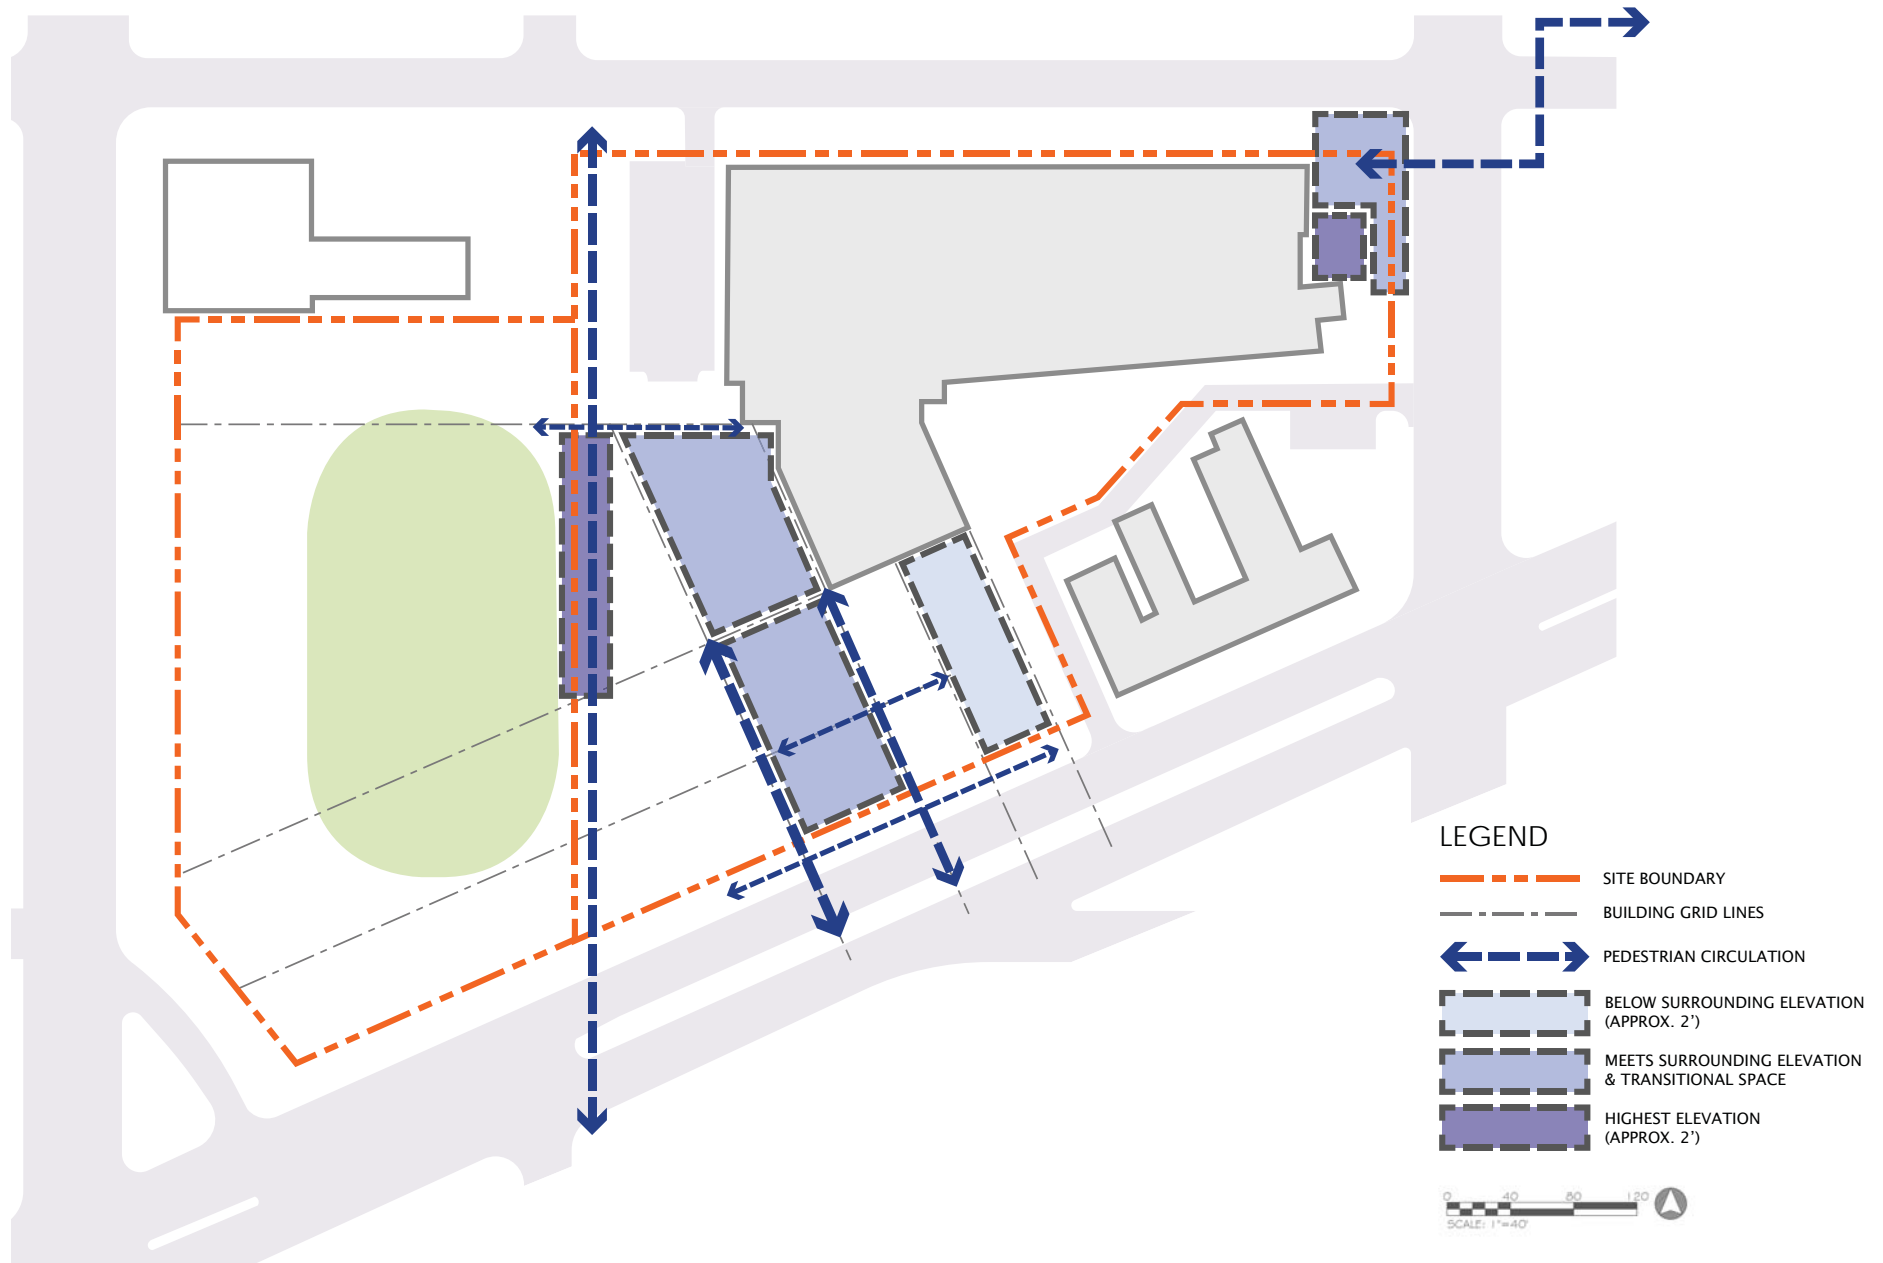 LEGEND
SITE BOUNDARY
BUILDING GRID LINES
PEDESTRIAN CIRCULATION
BELOW SURROUNDING ELEVATION
(APPROX. 2’)
MEETS SURROUNDING ELEVATION
& TRANSITIONAL SPACE
HIGHEST ELEVATION
(APPROX. 2’)
0 40 80 120
SCALE: 1"=40'